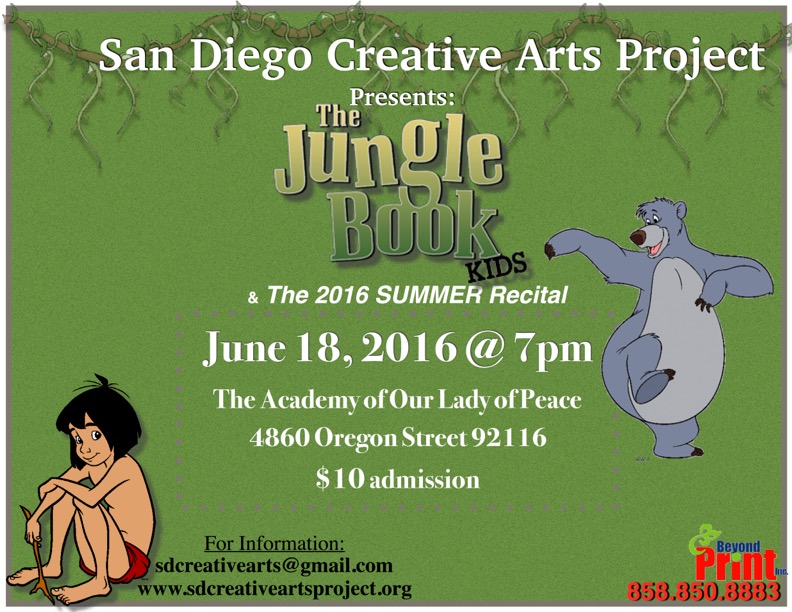 San Diego Creative Arts Project
Presents:
The
Jungle
Book
KIDS
& The 2016 SUMMER Recital
June 18, 2016 @ 7pm
The Academy of Our Lady of Peace
4860 Oregon Street 92116
$10 admission
For Information:
sdcreativearts@gmail.com
www.sdcreativeartsproject.org
Beyond
Print Inc.
858.850.8883